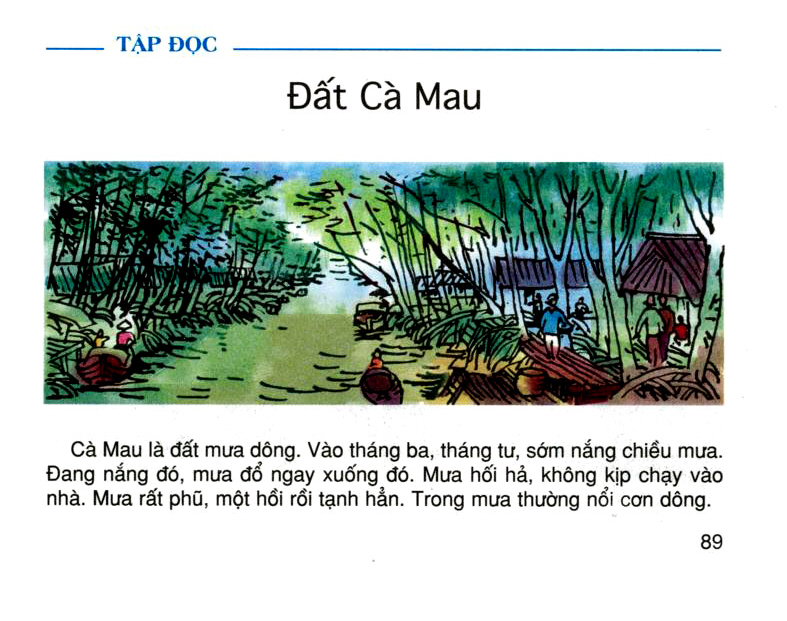 TẬP ĐỌC
Đất Cà Mau
Cà Mau là đất mưa dông. Vào tháng ba, tháng tư, sớm nắng chiều mưa.
Đang nắng đó, mưa đổ ngay xuống đó. Mưa hối hả, không kịp chạy vào
nhà. Mưa rất phũ, một hồi rồi tạnh hẳn. Trong mưa thường nổi cơn dông.
89